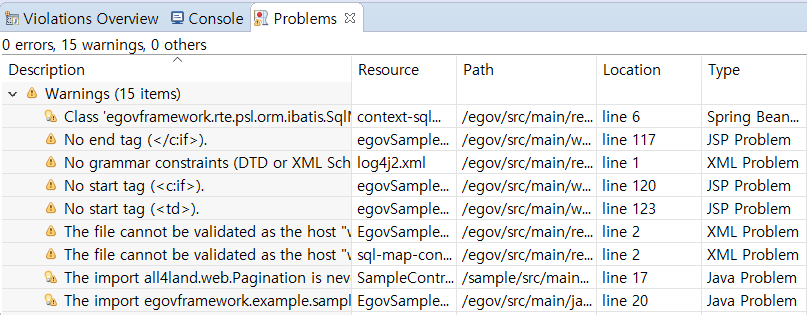 Violations Overview Console Problems
0 errors, 15 warnings, 0 others
Description Resource Path Location Type
Warnings (15 items)
Class 'egovframework.rte.psl.orm.ibatis.SqlM context-sql... /egov/src/main/re... line 6 Spring Bean...
No end tag (</c:if>). egovSample... /egov/src/main/w... line 117 JSP Problem
No grammar constraints (DTD or XML Sch log4j2.xml /egov/src/main/re... line 1 XML Problem
No start tag (<c:if>). egovSample... /egov/src/main/w... line 120 JSP Problem
No start tag (<td>). egovSample... /egov/src/main/w... line 123 JSP Problem
The file cannot be validated as the host "w EgovSampl... /egov/src/main/re... line 2 XML Problem
The file cannot be validated as the host "w sql-map-con... /egov/src/main/re... line 2 XML Problem
The import all4land.web.Pagination is neve SampleContr... /sample/src/main... line 17 Java Problem
The import egovframework.example.sampl EgovSampl... /egov/src/main/ja... line 20 Java Problem